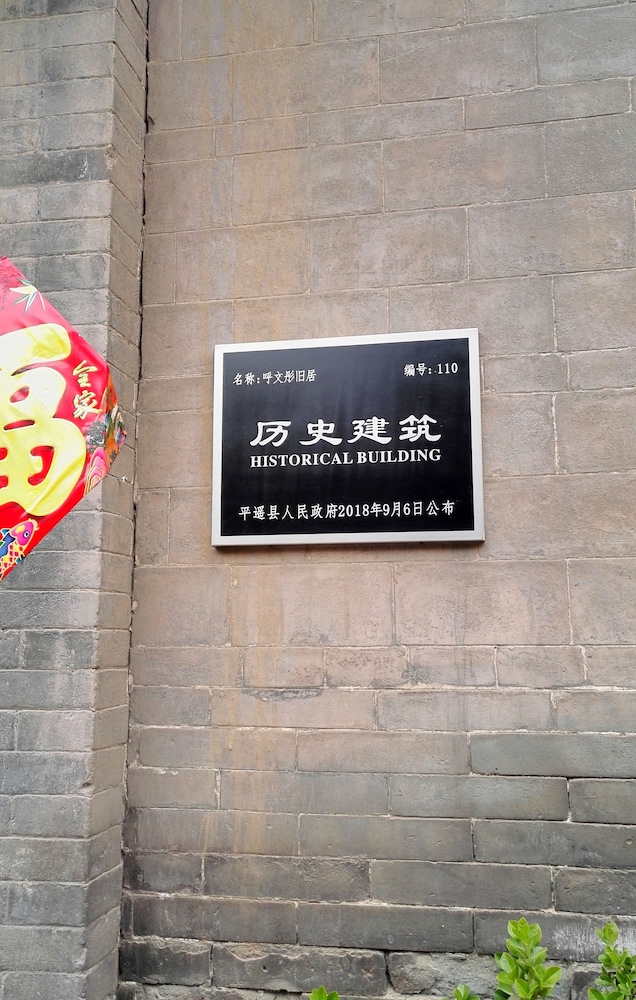 名称:呼文彤旧居
编号:110
历史建筑
HISTORICAL BUILDING
平遥县人民政府2018年9月6日公布
福
全家